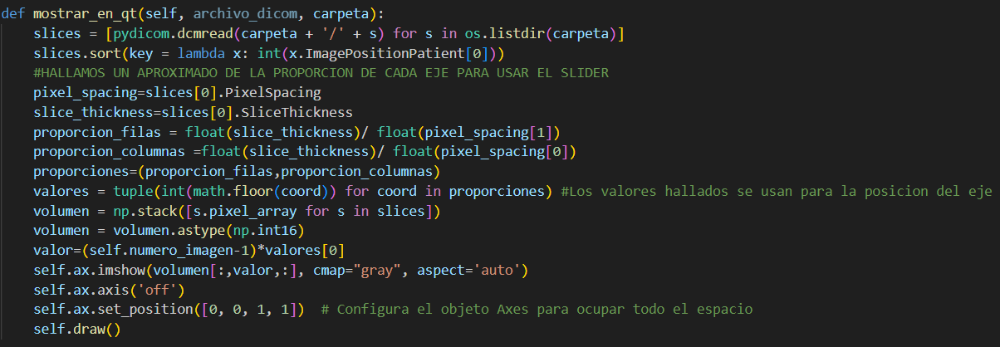 def mostrar_en_qt(self, archivo_dicom, carpeta):
    slices = [pydicom.dcmread(carpeta + '/' + s) for s in os.listdir(carpeta)]
    slices.sort(key = lambda x: int(x.ImagePositionPatient[0]))
    #HALLAMOS UN APROXIMADO DE LA PROPORCION DE CADA EJE PARA USAR EL SLIDER
    pixel_spacing=slices[0].PixelSpacing
    slice_thickness=slices[0].SliceThickness
    proporcion_filas = float(slice_thickness)/ float(pixel_spacing[1])
    proporcion_columnas =float(slice_thickness)/ float(pixel_spacing[0])
    proporciones=(proporcion_filas,proporcion_columnas)
    valores = tuple(int(math.floor(coord)) for coord in proporciones) #Los valores hallados se usan para la posicion del eje
    volumen = np.stack([s.pixel_array for s in slices])
    volumen = volumen.astype(np.int16)
    valor=(self.numero_imagen-1)*valores[0]
    self.ax.imshow(volumen[:,valor,:], cmap="gray", aspect='auto')
    self.ax.axis('off')
    self.ax.set_position([0, 0, 1, 1])  # Configura el objeto Axes para ocupar todo el espacio
    self.draw()